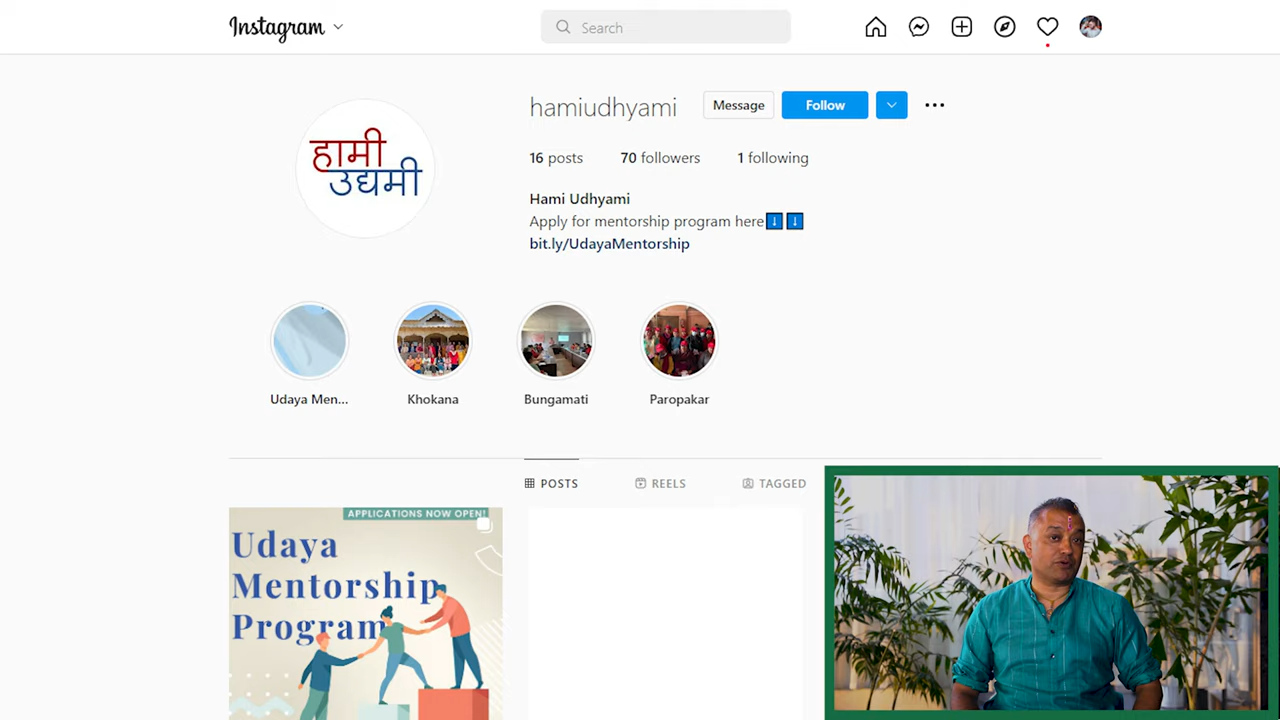 Instagram
Search
हामी
उद्यमी
hamiudhyami
Message
Follow
16 posts
70 followers
1 following
Hami Udhyami
Apply for mentorship program here
bit.ly/UdayaMentorship
Udaya Men...
Khokana
Bungamati
Paropakar
POSTS
REELS
TAGGED
APPLICATIONS NOW OPEN!
Udaya
Mentorship
Program